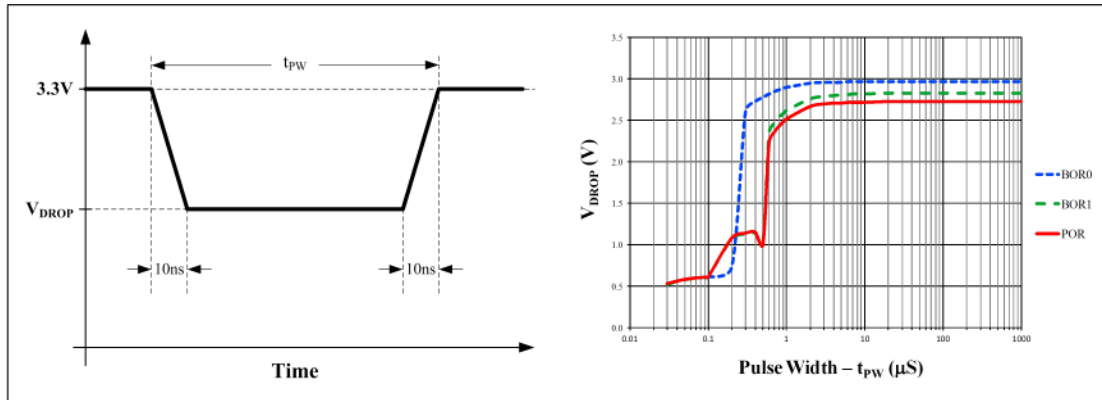 t_PW
3.3V
V_DROP
10ns
10ns
Time
3.5
3.0
2.5
2.0
1.5
1.0
0.5
0.0
V_DROP (V)
0.01
0.1
1
10
100
1000
Pulse Width – t_PW (µS)
BOR0
BOR1
POR